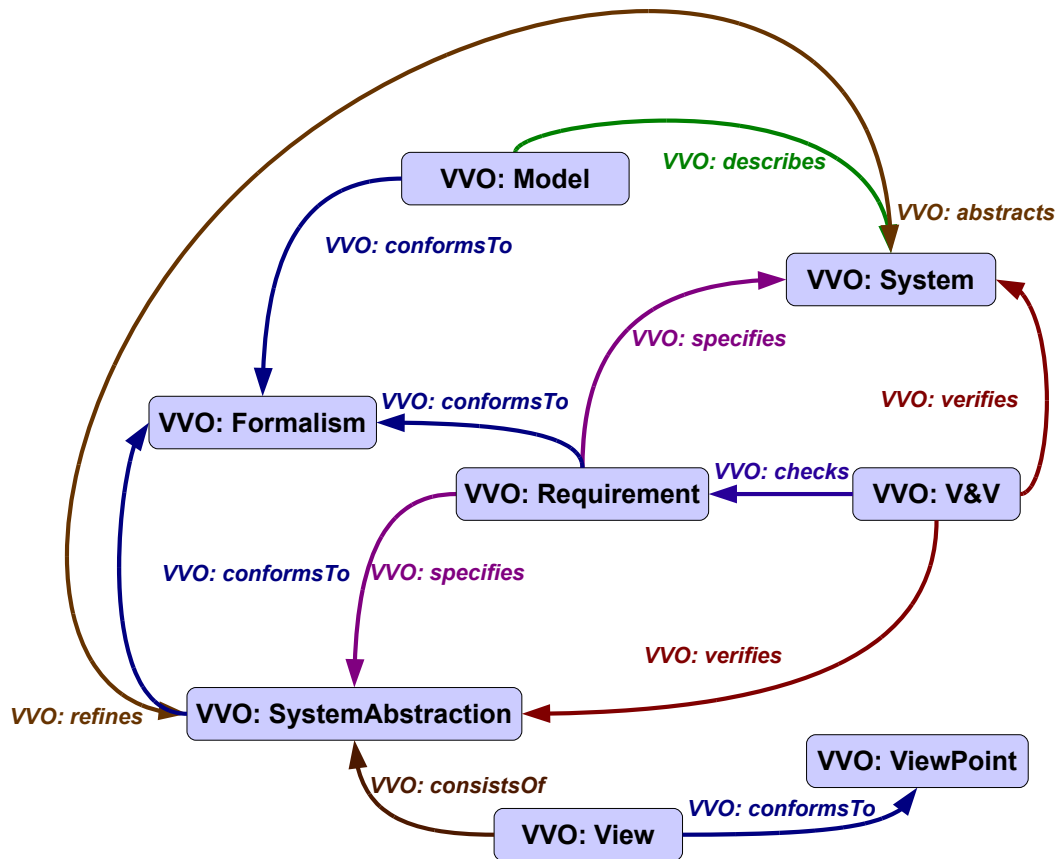 VVO: describes
VVO: Model
VVO: abstracts
VVO: conformsTo
VVO: System
VVO: specifies
VVO: conformsTo
VVO: verifies
VVO: Formalism
VVO: checks
VVO: Requirement
VVO: V&V
VVO: conformsTo
VVO: specifies
VVO: verifies
VVO: refines
VVO: SystemAbstraction
VVO: ViewPoint
VVO: consistsOf
VVO: conformsTo
VVO: View